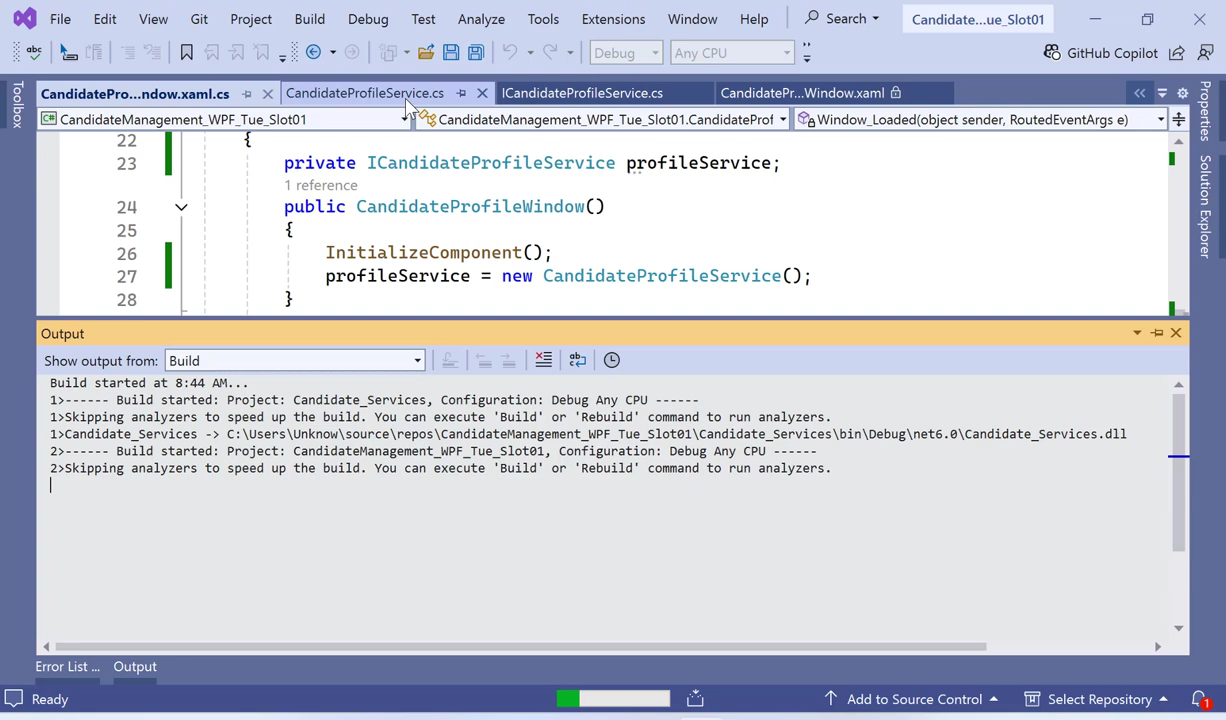 File Edit View Git Project Build Debug Test Analyze Tools Extensions Window Help Search Candidate...ue_Slot01
abc Debug Any CPU GitHub Copilot
CandidatePro...ndow.xaml.cs CandidateProfileService.cs ICandidateProfileService.cs CandidatePr...Window.xaml
CandidateManagement_WPF_Tue_Slot01 CandidateManagement_WPF_Tue_Slot01.CandidateProf Window_Loaded(object sender, RoutedEventArgs e)
Toolbox
22 {
23 private ICandidateProfileService profileService;
1 reference
24 public CandidateProfileWindow()
25 {
26 InitializeComponent();
27 profileService = new CandidateProfileService();
28 }
Properties
Solution Explorer
Output
Show output from: Build
Build started at 8:44 AM...
1>------ Build started: Project: Candidate_Services, Configuration: Debug Any CPU ------
1>Skipping analyzers to speed up the build. You can execute 'Build' or 'Rebuild' command to run analyzers.
1>Candidate_Services -> C:\Users\Unknow\source\repos\CandidateManagement_WPF_Tue_Slot01\Candidate_Services\bin\Debug\net6.0\Candidate_Services.dll
2>------ Build started: Project: CandidateManagement_WPF_Tue_Slot01, Configuration: Debug Any CPU ------
2>Skipping analyzers to speed up the build. You can execute 'Build' or 'Rebuild' command to run analyzers.
Error List ... Output
Ready Add to Source Control Select Repository 1